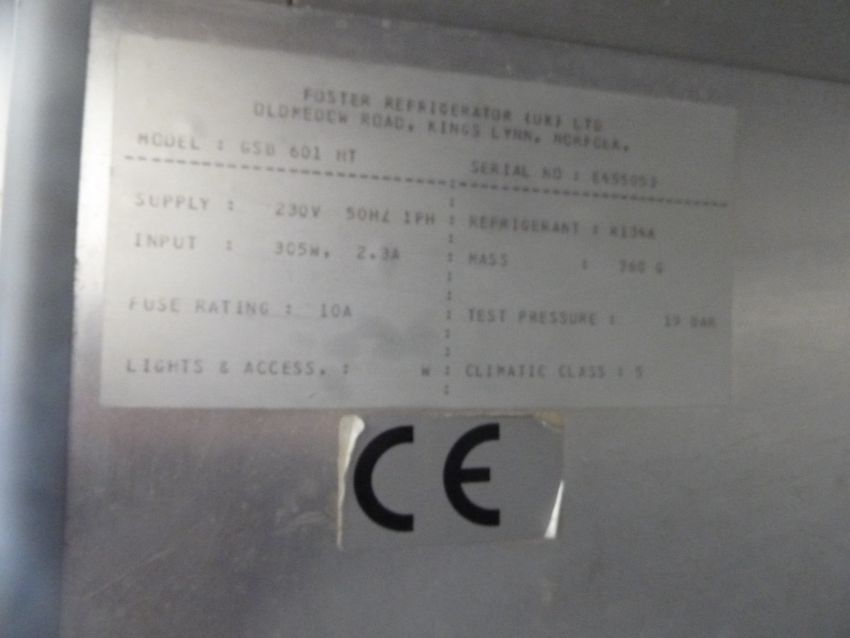 FOSTER REFRIGERATOR (UK) LTD
OLDMEDOW ROAD, KINGS LYNN, NORFOLK,
MODEL : GSB 601 HT
SERIAL NO : E455053
SUPPLY : 230V 50HZ 1PH : REFRIGERANT : R134A
INPUT : 305W, 2.3A : MASS : 360 G
FUSE RATING : 10A : TEST PRESSURE : 19 BAR
LIGHTS & ACCESS. : W : CLIMATIC CLASS : 5
CE